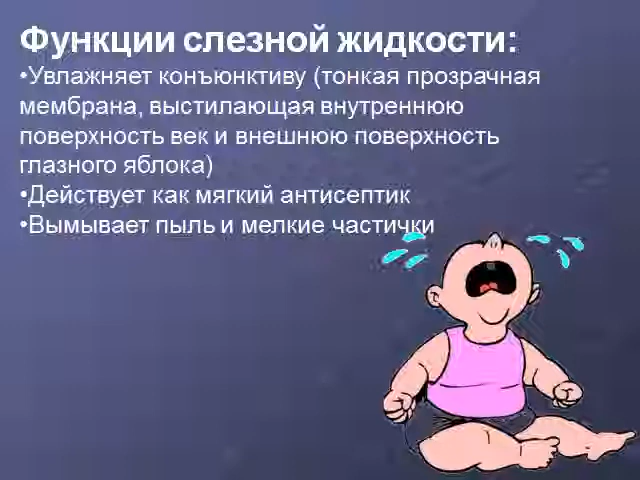 Функции слезной жидкости:
•Увлажняет конъюнктиву (тонкая прозрачная
мембрана, выстилающая внутреннюю
поверхность век и внешнюю поверхность
глазного яблока)
•Действует как мягкий антисептик
•Вымывает пыль и мелкие частички